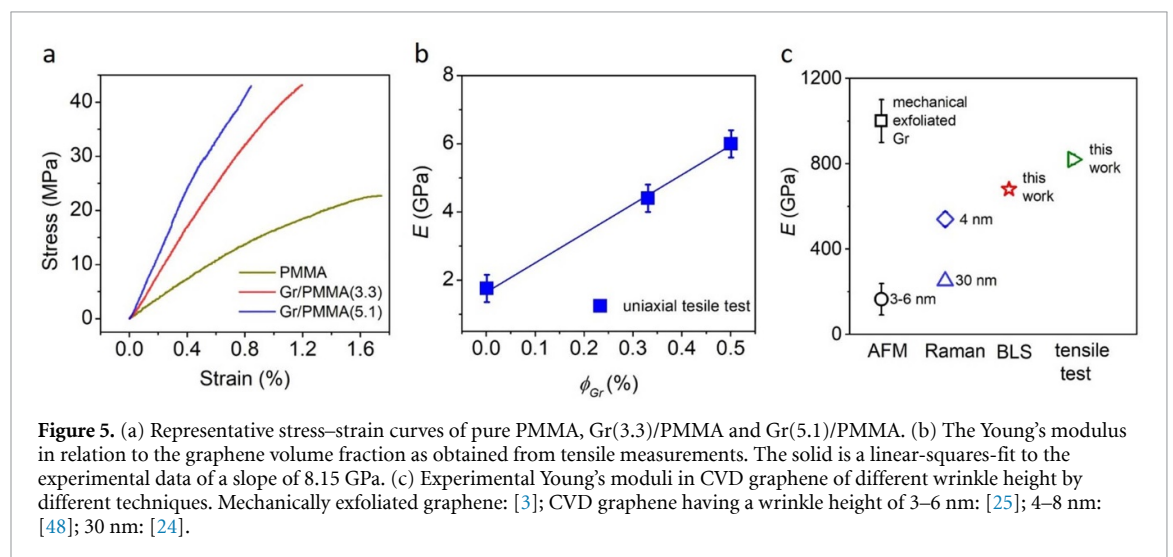 a
Stress (MPa)
40
30
20
10
0
PMMA
Gr/PMMA(3.3)
Gr/PMMA(5.1)
0.0 0.4 0.8 1.2 1.6
Strain (%)
b
E (GPa)
8
6
4
2
0
uniaxial tesile test
0.0 0.1 0.2 0.3 0.4 0.5
ϕGr (%)
c
E (GPa)
1200
800
400
0
mechanical
exfoliated
Gr
this
work
this
work
4 nm
30 nm
3-6 nm
AFM Raman BLS tensile
test
Figure 5. (a) Representative stress–strain curves of pure PMMA, Gr(3.3)/PMMA and Gr(5.1)/PMMA. (b) The Young's modulus
in relation to the graphene volume fraction as obtained from tensile measurements. The solid is a linear-squares-fit to the
experimental data of a slope of 8.15 GPa. (c) Experimental Young's moduli in CVD graphene of different wrinkle height by
different techniques. Mechanically exfoliated graphene: [3]; CVD graphene having a wrinkle height of 3–6 nm: [25]; 4–8 nm:
[48]; 30 nm: [24].